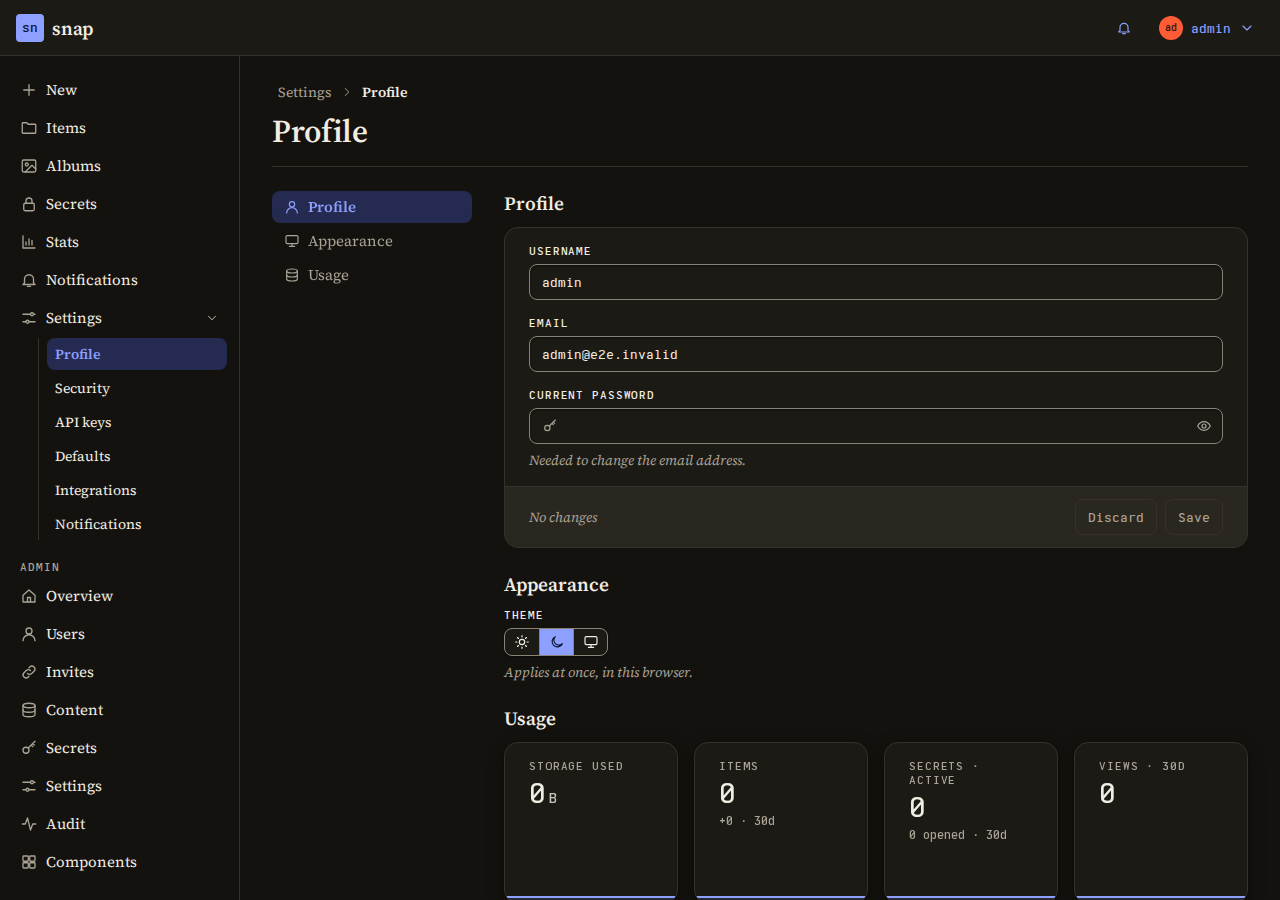 sn snap
ad admin
New
Items
Albums
Secrets
Stats
Notifications
Settings
Profile
Security
API keys
Defaults
Integrations
Notifications
ADMIN
Overview
Users
Invites
Content
Secrets
Settings
Audit
Components
Settings Profile
Profile
Profile
Appearance
Usage
Profile
USERNAME
admin
EMAIL
admin@e2e.invalid
CURRENT PASSWORD
Needed to change the email address.
No changes Discard Save
Appearance
THEME
Applies at once, in this browser.
Usage
STORAGE USED
0 B
ITEMS
0
+0 · 30d
SECRETS ·
ACTIVE
0
0 opened · 30d
VIEWS · 30D
0